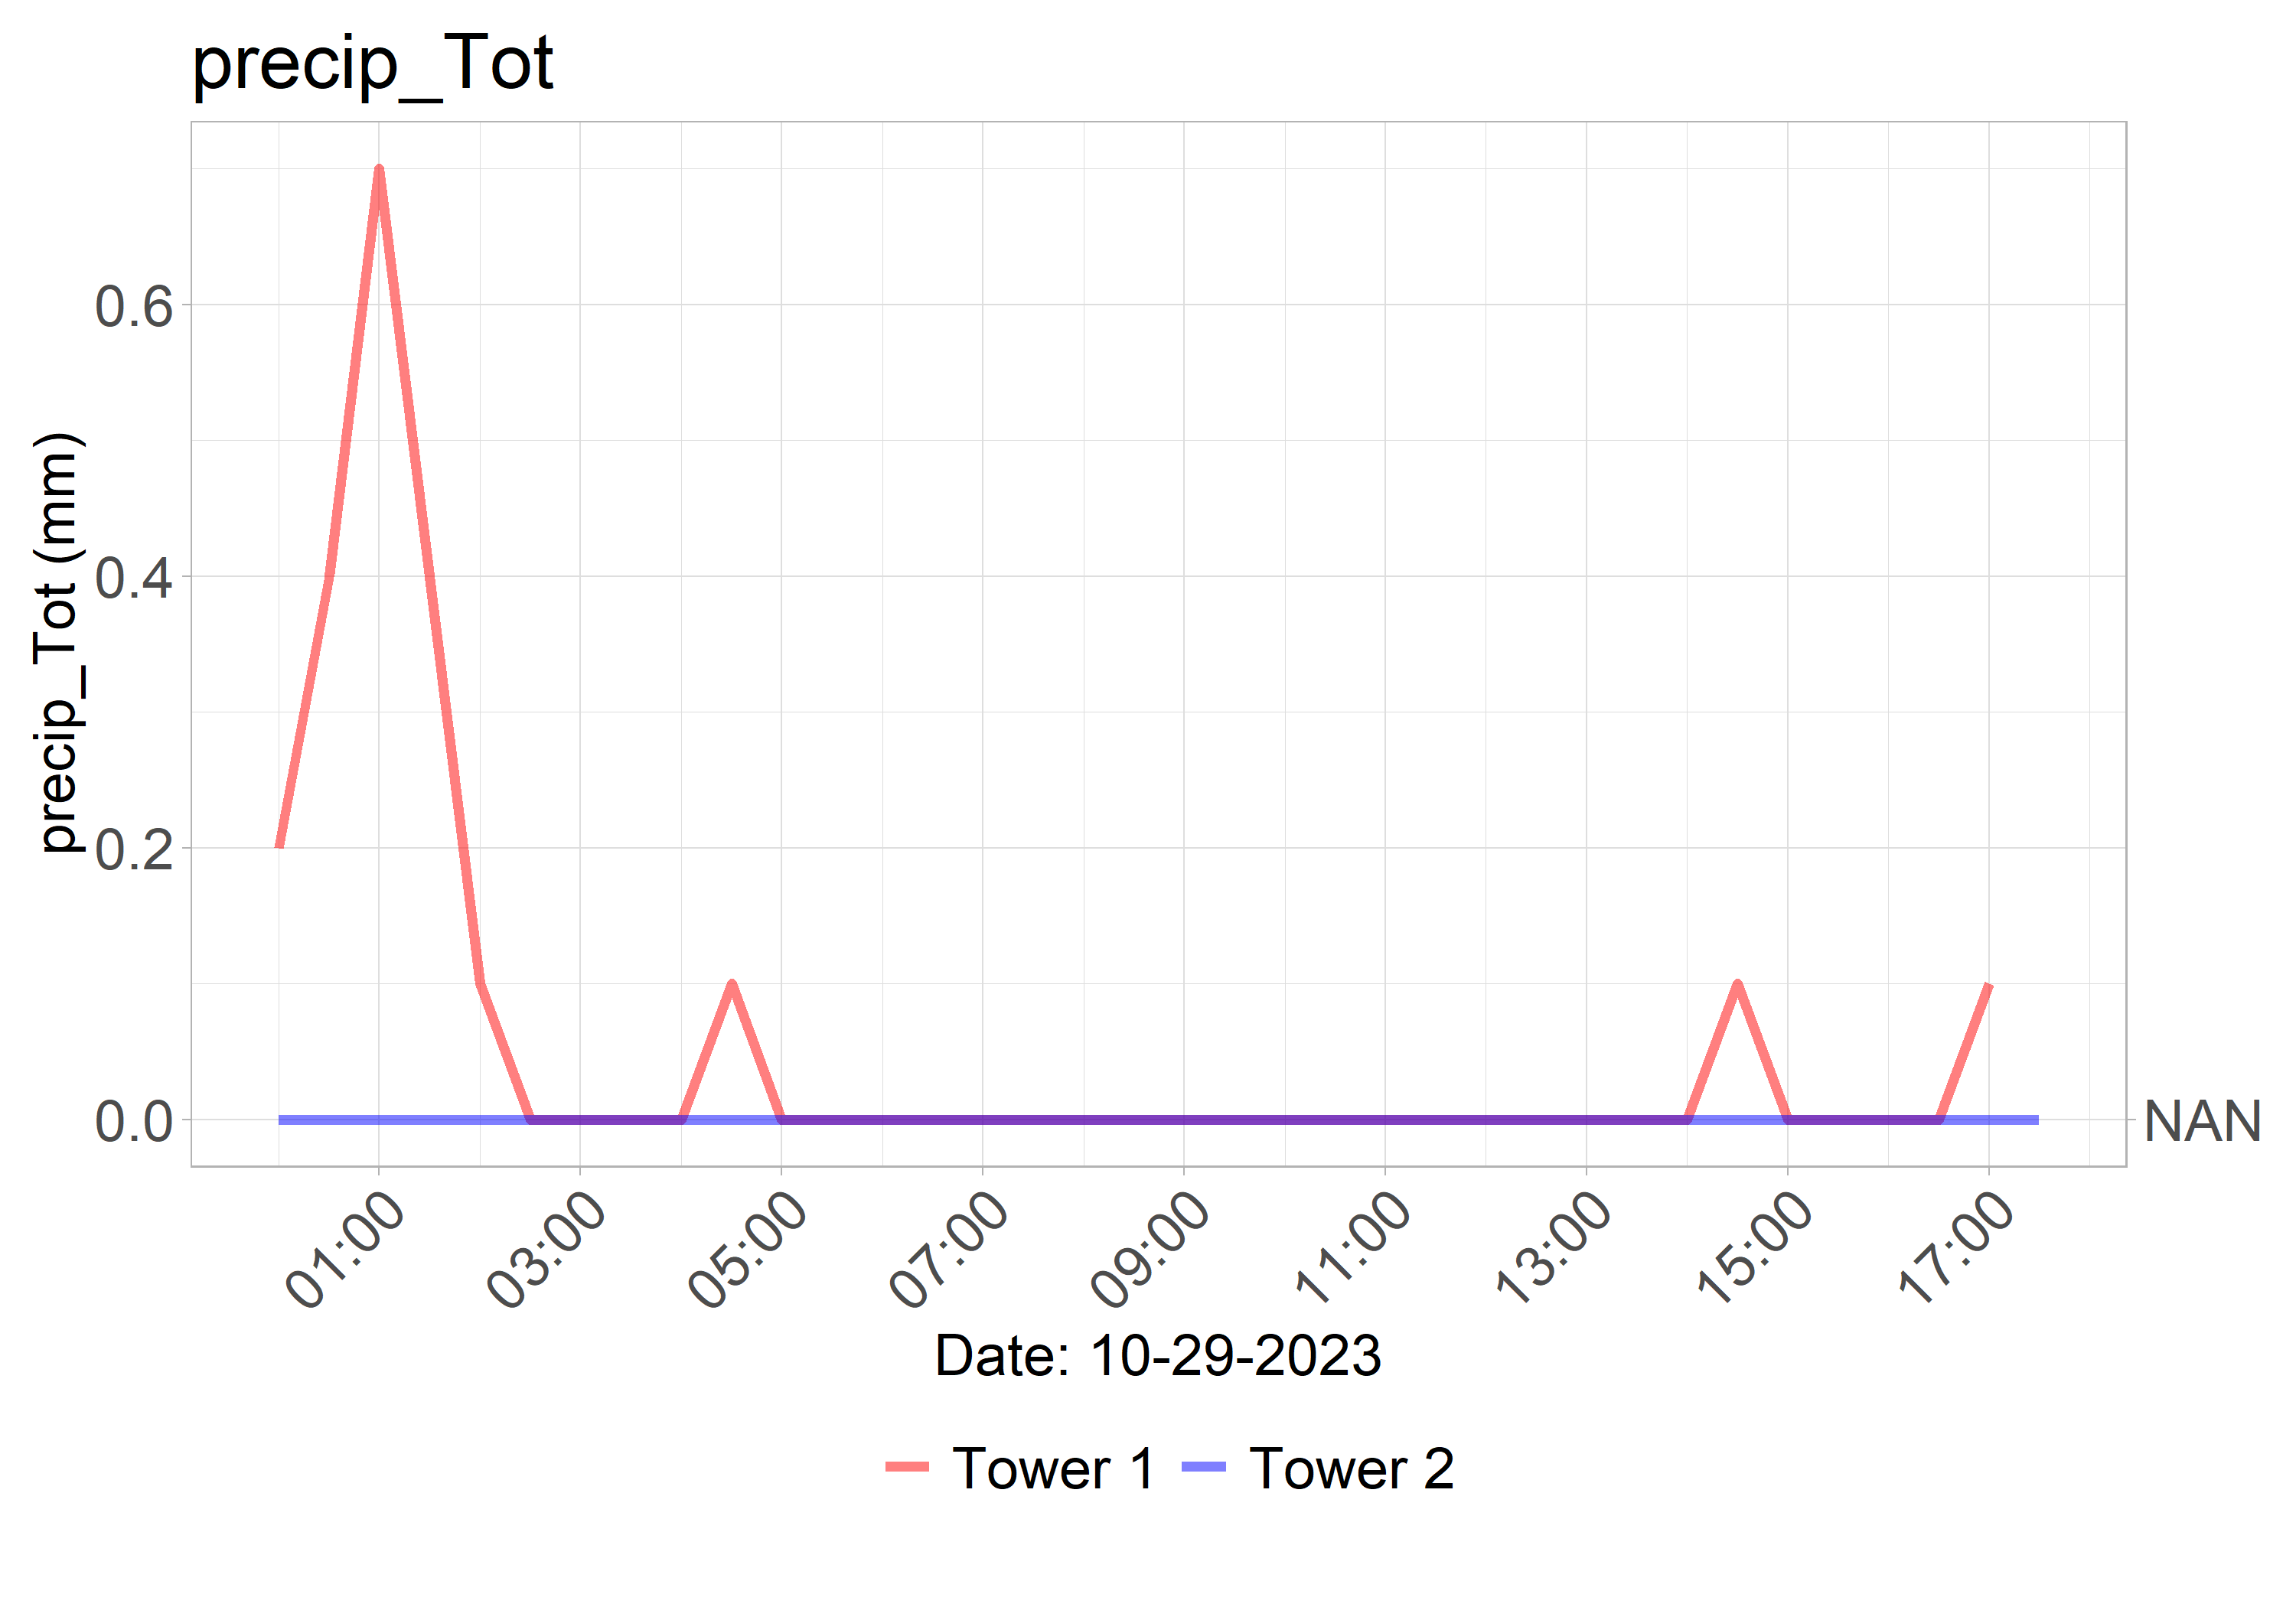 precip_Tot
precip_Tot (mm)
0.6
0.4
0.2
0.0
NAN
01:00
03:00
05:00
07:00
09:00
11:00
13:00
15:00
17:00
Date: 10-29-2023
Tower 1
Tower 2